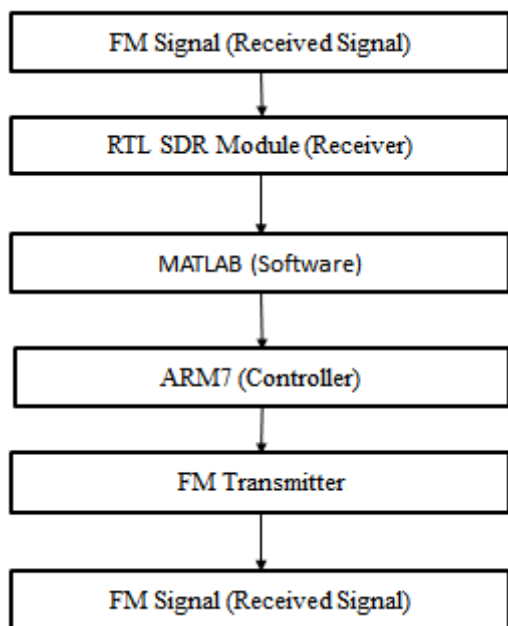 FM Signal (Received Signal)
RTL SDR Module (Receiver)
MATLAB (Software)
ARM7 (Controller)
FM Transmitter
FM Signal (Received Signal)